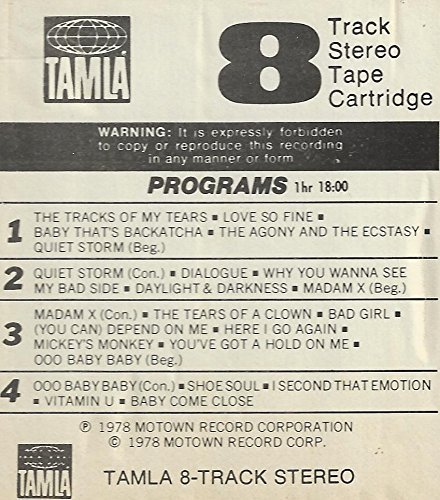 TAMLA
8 Track
Stereo
Tape
Cartridge
WARNING: It is expressly forbidden
to copy or reproduce this recording
in any manner or form
PROGRAMS 1hr 18:00
1 THE TRACKS OF MY TEARS ▪ LOVE SO FINE ▪
BABY THAT'S BACKATCHA ▪ THE AGONY AND THE ECSTASY ▪
QUIET STORM (Beg.)
2 QUIET STORM (Con.) ▪ DIALOGUE ▪ WHY YOU WANNA SEE
MY BAD SIDE ▪ DAYLIGHT & DARKNESS ▪ MADAM X (Beg.)
3 MADAM X (Con.) ▪ THE TEARS OF A CLOWN ▪ BAD GIRL ▪
(YOU CAN) DEPEND ON ME ▪ HERE I GO AGAIN ▪
MICKEY'S MONKEY ▪ YOU'VE GOT A HOLD ON ME ▪
OOO BABY BABY (Beg.)
4 OOO BABY BABY (Con.) ▪ SHOE SOUL ▪ I SECOND THAT EMOTION
▪ VITAMIN U ▪ BABY COME CLOSE
℗ 1978 MOTOWN RECORD CORPORATION
© 1978 MOTOWN RECORD CORP.
TAMLA
TAMLA 8-TRACK STEREO